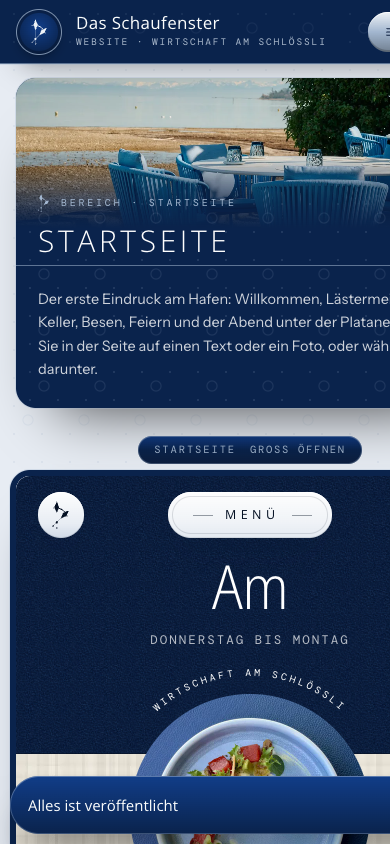 Das Schaufenster
WEBSITE · WIRTSCHAFT AM SCHLÖSSLI
BEREICH · STARTSEITE
STARTSEITE
Der erste Eindruck am Hafen: Willkommen,
Keller, Besen, Feiern und der Abend unter der Platane
Sie in der Seite auf einen Text oder ein Foto, oder
darunter.
STARTSEITE GROSS ÖFFNEN
MENÜ
Am
DONNERSTAG BIS MONTAG
WIRTSCHAFT AM SCHLÖSSLI
Alles ist veröffentlicht